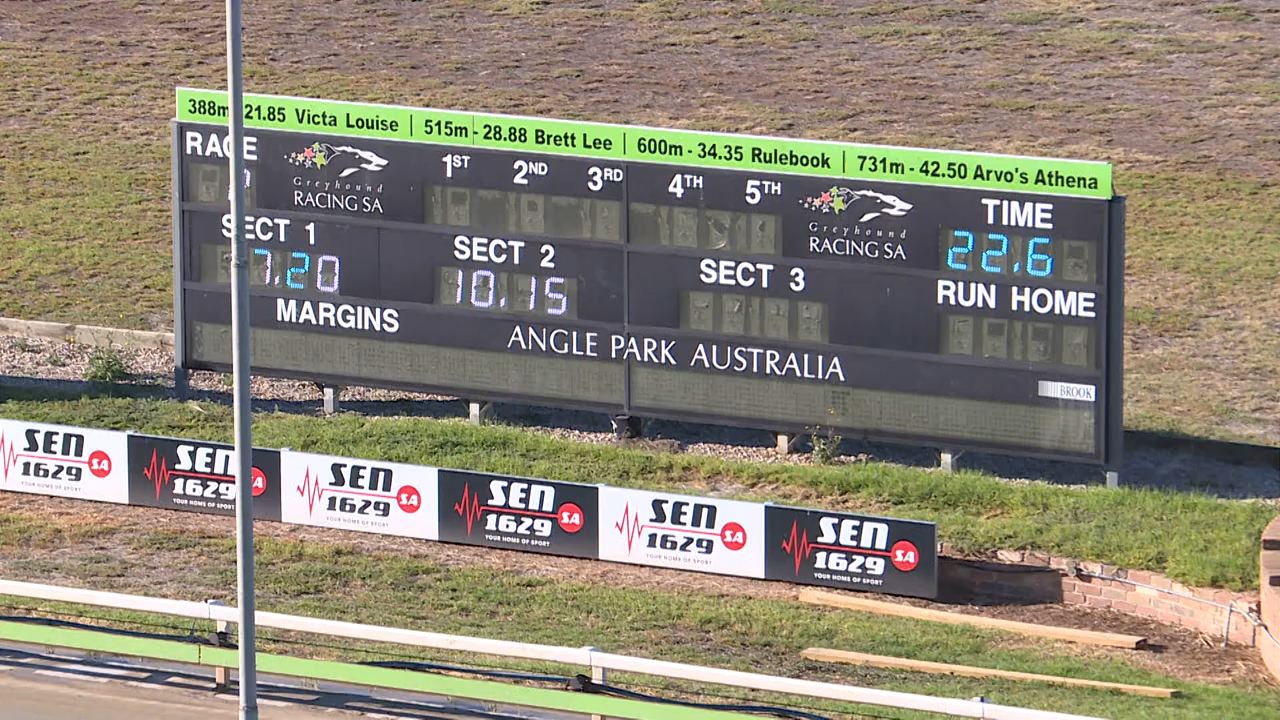 388m - 21.85 Victa Louise | 515m - 28.88 Brett Lee | 600m - 34.35 Rulebook | 731m - 42.50 Arvo's Athena
RACE
Greyhound
RACING SA
1ST 2ND 3RD 4TH 5TH
Greyhound
RACING SA
TIME
22.6
SECT 1
7.20
SECT 2
10.15
SECT 3
RUN HOME
MARGINS
ANGLE PARK AUSTRALIA
BROOK
SEN
1629 SA
YOUR HOME OF SPORT
SEN
1629 SA
YOUR HOME OF SPORT
SEN
1629 SA
YOUR HOME OF SPORT
SEN
1629 SA
YOUR HOME OF SPORT
SEN
1629 SA
YOUR HOME OF SPORT
SEN
1629 SA
YOUR HOME OF SPORT